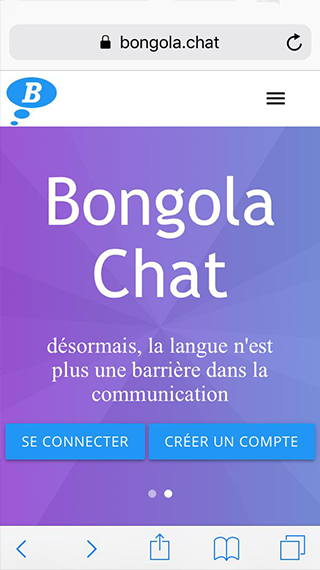 bongola.chat
B
Bongola
Chat
désormais, la langue n'est
plus une barrière dans la
communication
SE CONNECTER
CRÉER UN COMPTE